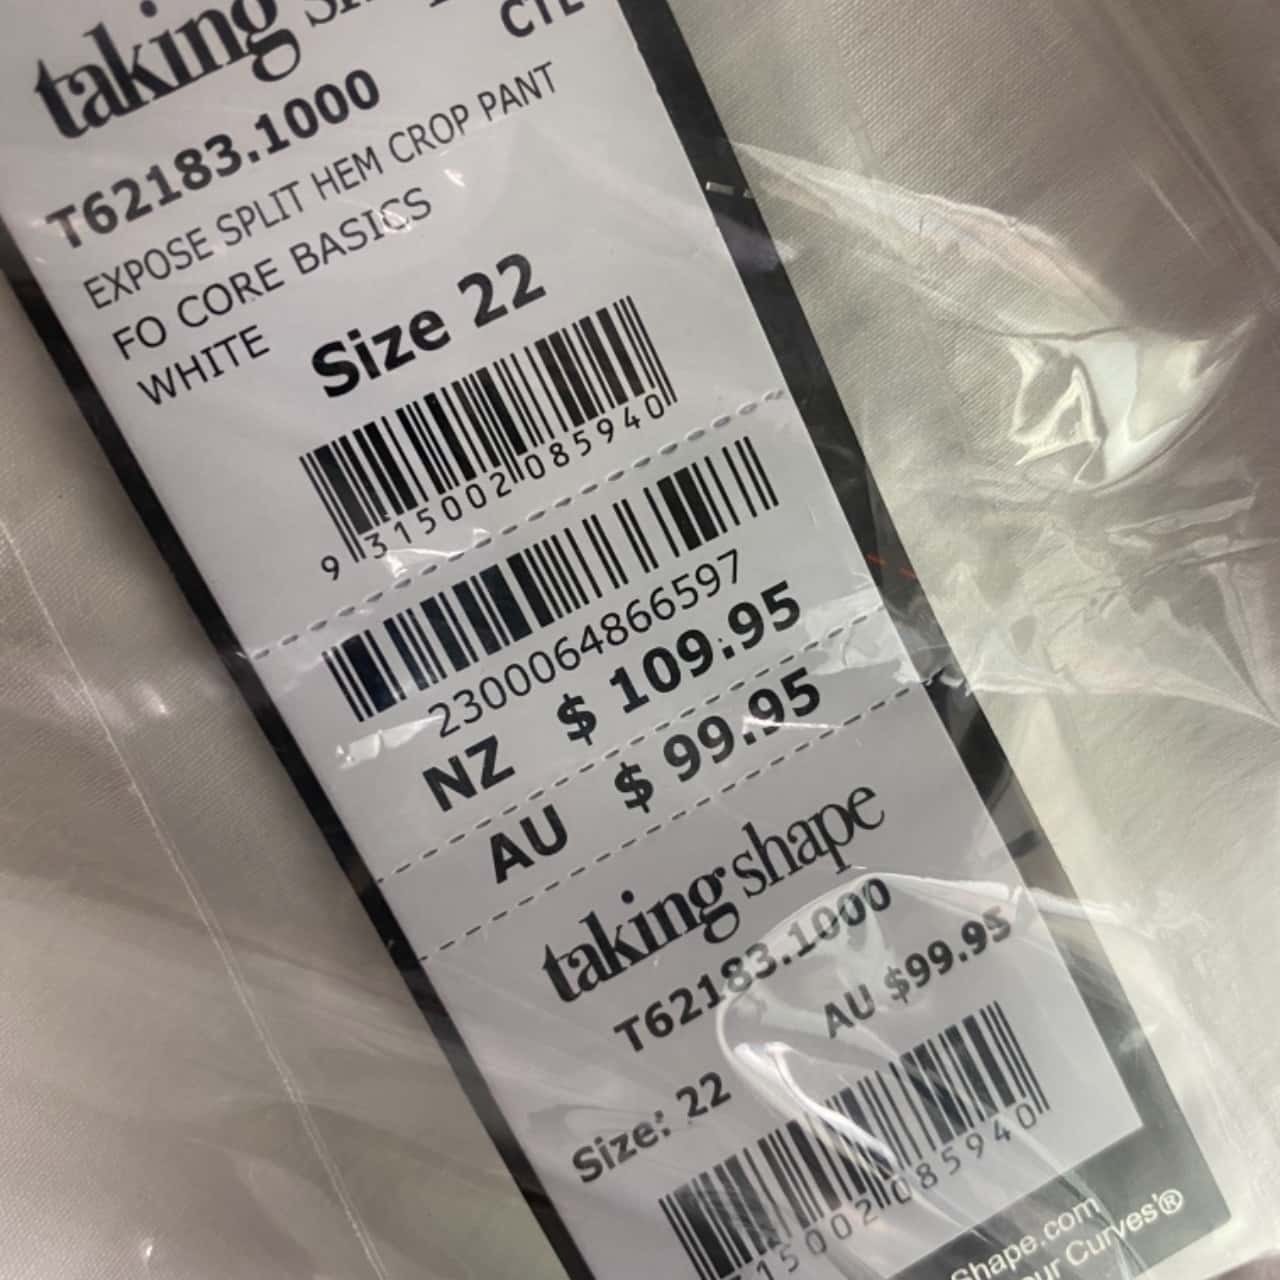 taking
CTL
T62183.1000
EXPOSE SPLIT HEM CROP PANT
FO CORE BASICS
WHITE
Size 22
9 315002 085940
2300064866597
NZ $ 109.95
AU $ 99.95
taking shape
T62183.1000
AU $99.95
Size: 22
15002 085940
Shape.com
our Curves'®